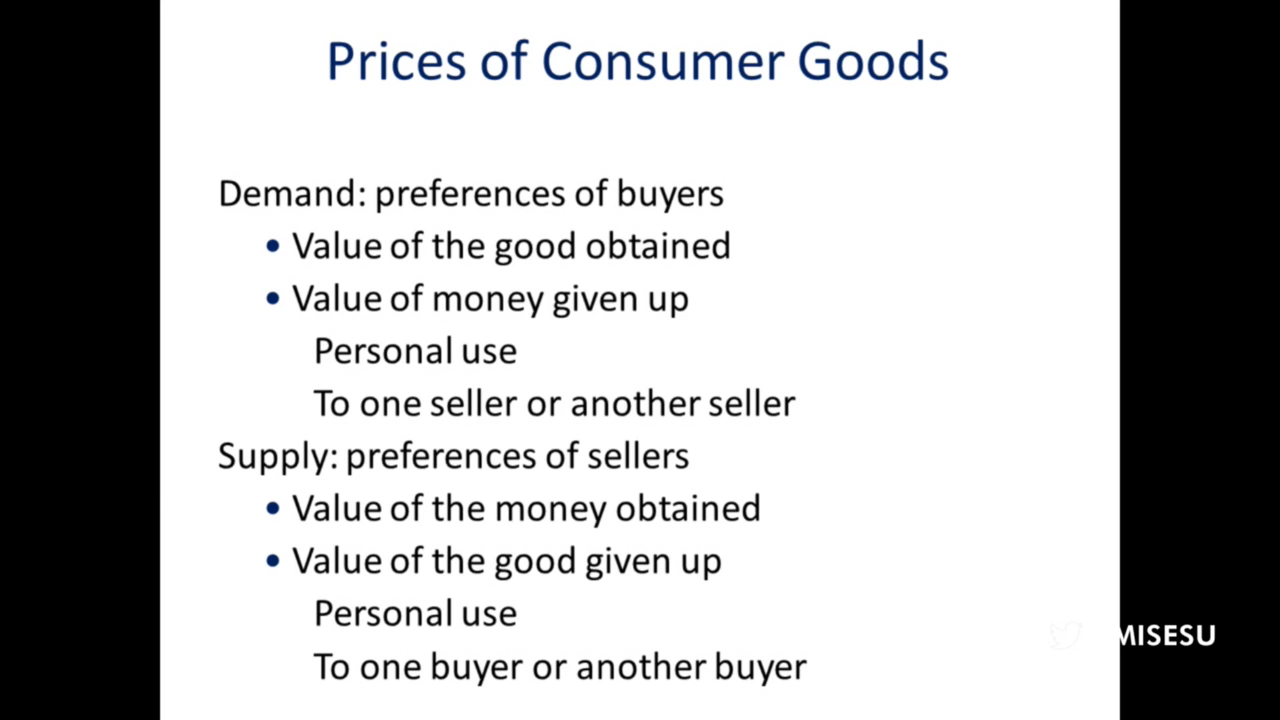 Prices of Consumer Goods
Demand: preferences of buyers
• Value of the good obtained
• Value of money given up
Personal use
To one seller or another seller
Supply: preferences of sellers
• Value of the money obtained
• Value of the good given up
Personal use
To one buyer or another buyer
MISESU